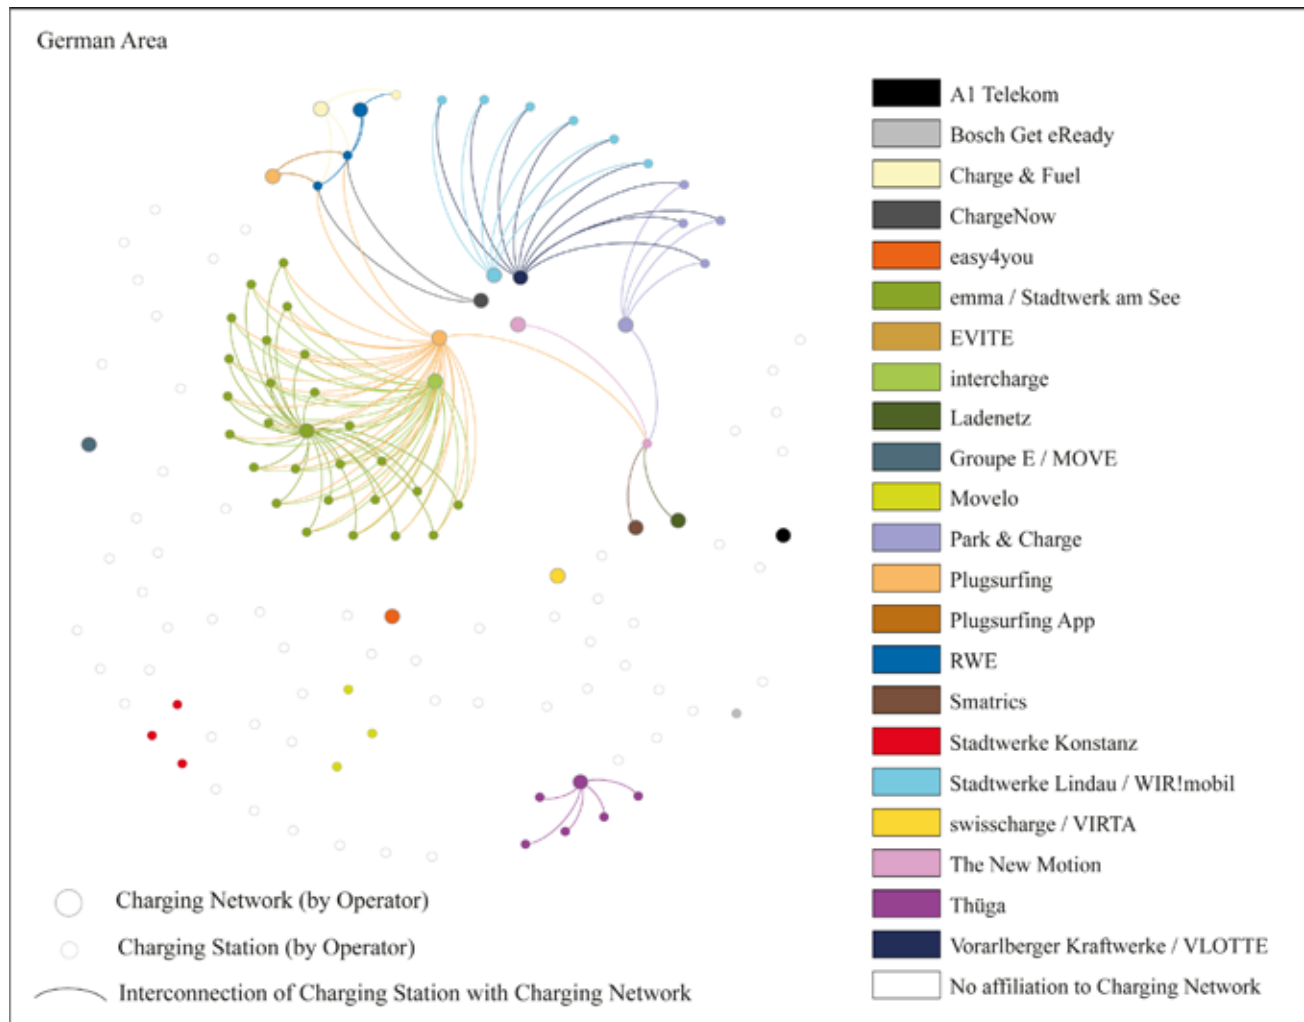 German Area
A1 Telekom
Bosch Get eReady
Charge & Fuel
ChargeNow
easy4you
emma / Stadtwerk am See
EVITE
intercharge
Ladenetz
Groupe E / MOVE
Movelo
Park & Charge
Plugsurfing
Plugsurfing App
RWE
Smatrics
Stadtwerke Konstanz
Stadtwerke Lindau / WIR!mobil
swisscharge / VIRTA
The New Motion
Thüga
Vorarlberger Kraftwerke / VLOTTE
No affiliation to Charging Network
Charging Network (by Operator)
Charging Station (by Operator)
Interconnection of Charging Station with Charging Network